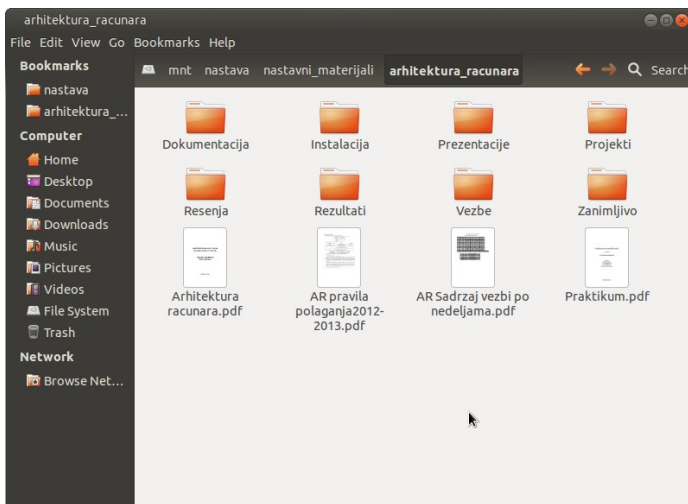 arhitektura_racunara
File Edit View Go Bookmarks Help
Bookmarks
nastava
arhitektura_...
Computer
Home
Desktop
Documents
Downloads
Music
Pictures
Videos
File System
Trash
Network
Browse Net...
mnt nastava nastavni_materijali arhitektura_racunara Search
Dokumentacija Instalacija Prezentacije Projekti
Resenja Rezultati Vezbe Zanimljivo
Arhitektura
racunara.pdf
AR pravila
polaganja2012-
2013.pdf
AR Sadrzaj vezbi po
nedeljama.pdf
Praktikum.pdf